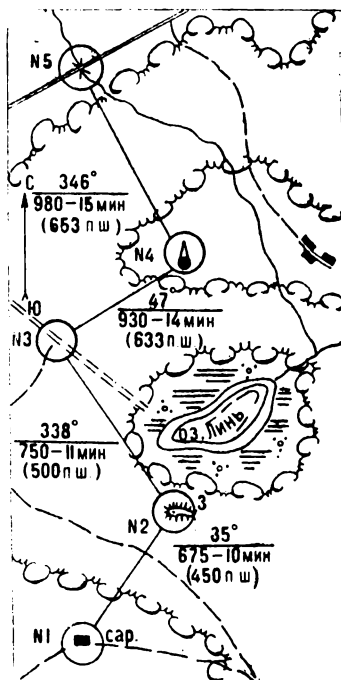 N5
С
346°
980-15 мин
(653 п ш)
N4
Ю
47
930-14 мин
(633 п ш)
N3
338°
750-11 мин
(500 п ш.)
оз. Линь
3
N2
35°
675-10 мин
(450 п ш)
N1
сар.